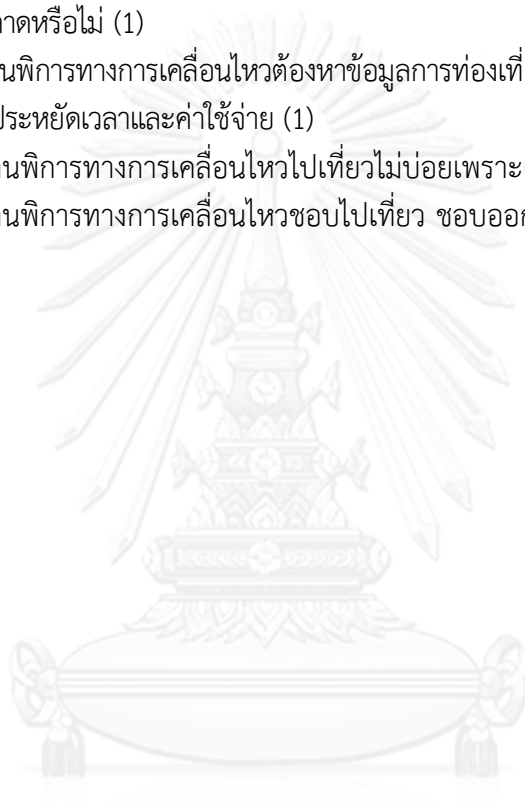 าดหรือไม่ (1)
นพิการทางการเคลื่อนไหวต้องหาข้อมูลการท่องเที่
ประหยัดเวลาและค่าใช้จ่าย (1)
นพิการทางการเคลื่อนไหวไปเที่ยวไม่บ่อยเพราะ
นพิการทางการเคลื่อนไหวชอบไปเที่ยว ชอบออก